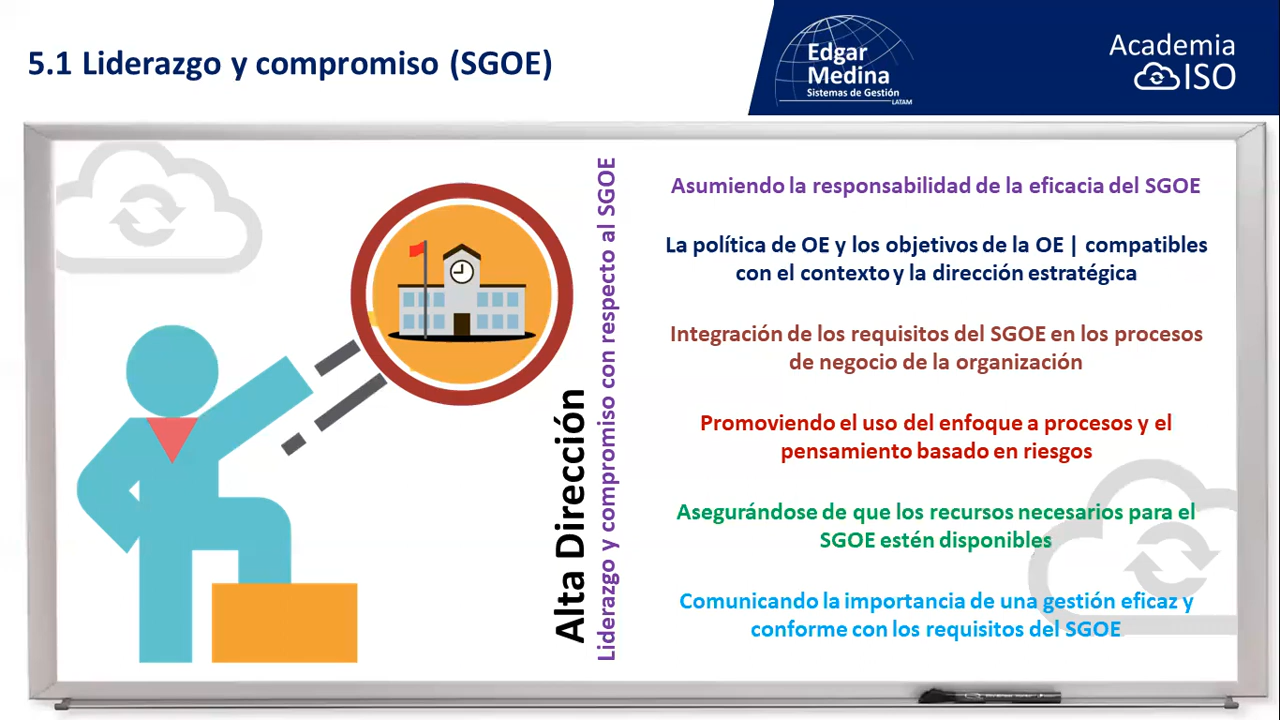 5.1 Liderazgo y compromiso (SGOE)
Edgar
Medina
Sistemas de Gestión
LATAM
Academia
ISO
Alta Dirección
Liderazgo y compromiso con respecto al SGOE
Asumiendo la responsabilidad de la eficacia del SGOE
La política de OE y los objetivos de la OE | compatibles
con el contexto y la dirección estratégica
Integración de los requisitos del SGOE en los procesos
de negocio de la organización
Promoviendo el uso del enfoque a procesos y el
pensamiento basado en riesgos
Asegurándose de que los recursos necesarios para el
SGOE estén disponibles
Comunicando la importancia de una gestión eficaz y
conforme con los requisitos del SGOE